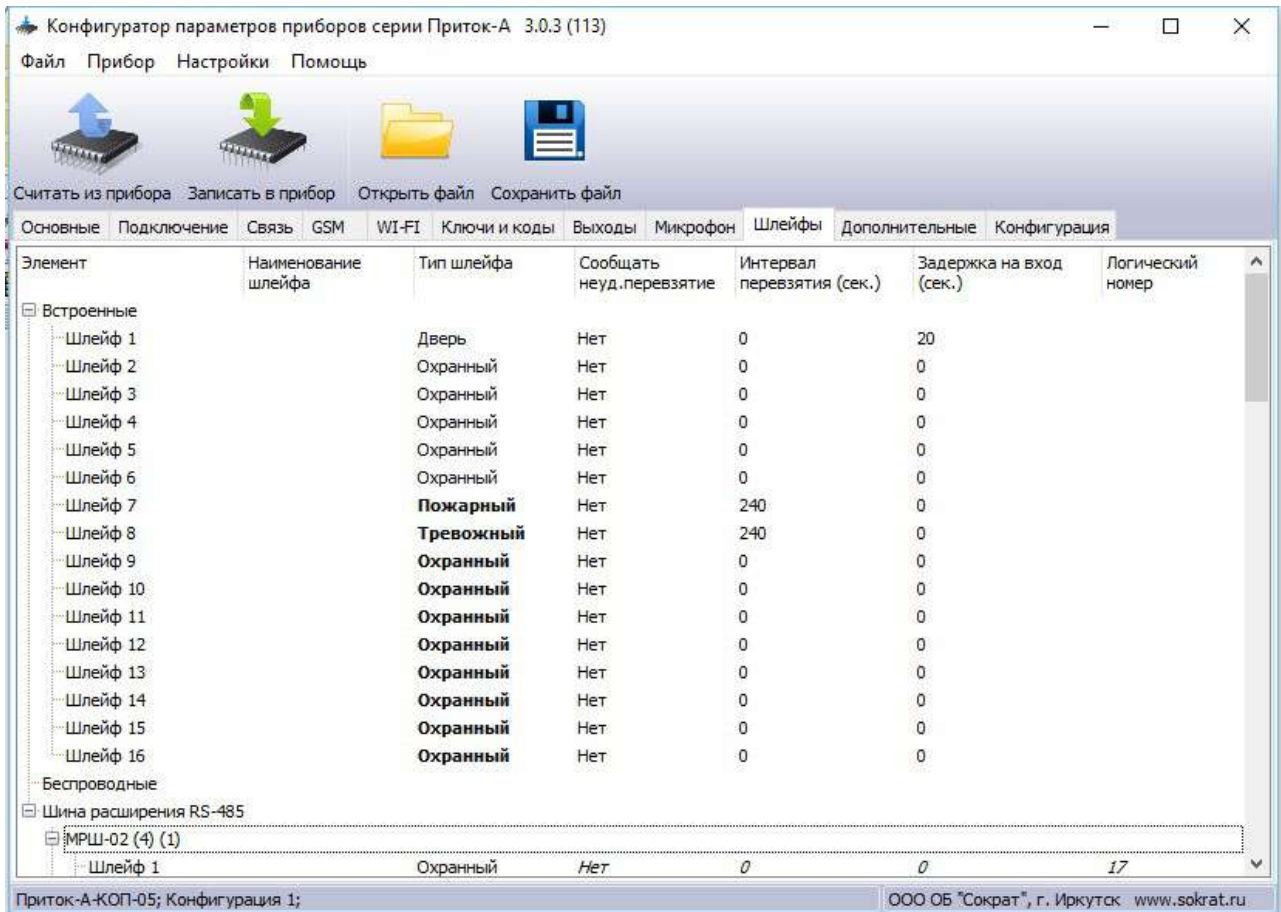 Конфигуратор параметров приборов серии Приток-А 3.0.3 (113)
Файл Прибор Настройки Помощь
Считать из прибора Записать в прибор Открыть файл Сохранить файл
Основные Подключение Связь GSM WI-FI Ключи и коды Выходы Микрофон Шлейфы Дополнительные Конфигурация
Элемент Наименование шлейфа Тип шлейфа Сообщать неуд.перевзятие Интервал перевзятия (сек.) Задержка на вход (сек.) Логический номер
Встроенные
Шлейф 1 Дверь Нет 0 20
Шлейф 2 Охранный Нет 0 0
Шлейф 3 Охранный Нет 0 0
Шлейф 4 Охранный Нет 0 0
Шлейф 5 Охранный Нет 0 0
Шлейф 6 Охранный Нет 0 0
Шлейф 7 Пожарный Нет 240 0
Шлейф 8 Тревожный Нет 240 0
Шлейф 9 Охранный Нет 0 0
Шлейф 10 Охранный Нет 0 0
Шлейф 11 Охранный Нет 0 0
Шлейф 12 Охранный Нет 0 0
Шлейф 13 Охранный Нет 0 0
Шлейф 14 Охранный Нет 0 0
Шлейф 15 Охранный Нет 0 0
Шлейф 16 Охранный Нет 0 0
Беспроводные
Шина расширения RS-485
МРШ-02 (4) (1)
Шлейф 1 Охранный Нет 0 0 17
Приток-А-КОП-05; Конфигурация 1; ООО ОБ "Сократ", г. Иркутск www.sokrat.ru